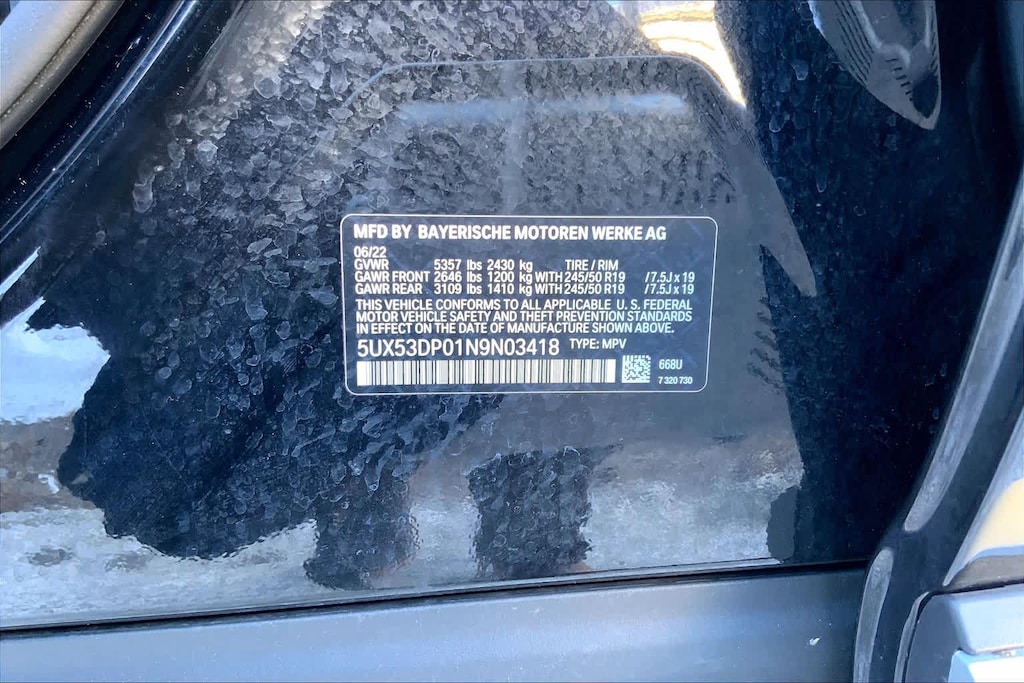 MFD BY BAYERISCHE MOTOREN WERKE AG
06/22
GVWR 5357 lbs 2430 kg TIRE / RIM
GAWR FRONT 2646 lbs 1200 kg WITH 245/50 R19 /7.5J x 19
GAWR REAR 3109 lbs 1410 kg WITH 245/50 R19 /7.5J x 19
THIS VEHICLE CONFORMS TO ALL APPLICABLE U. S. FEDERAL
MOTOR VEHICLE SAFETY AND THEFT PREVENTION STANDARDS
IN EFFECT ON THE DATE OF MANUFACTURE SHOWN ABOVE.
5UX53DP01N9N03418 TYPE: MPV
668U
7 320 730